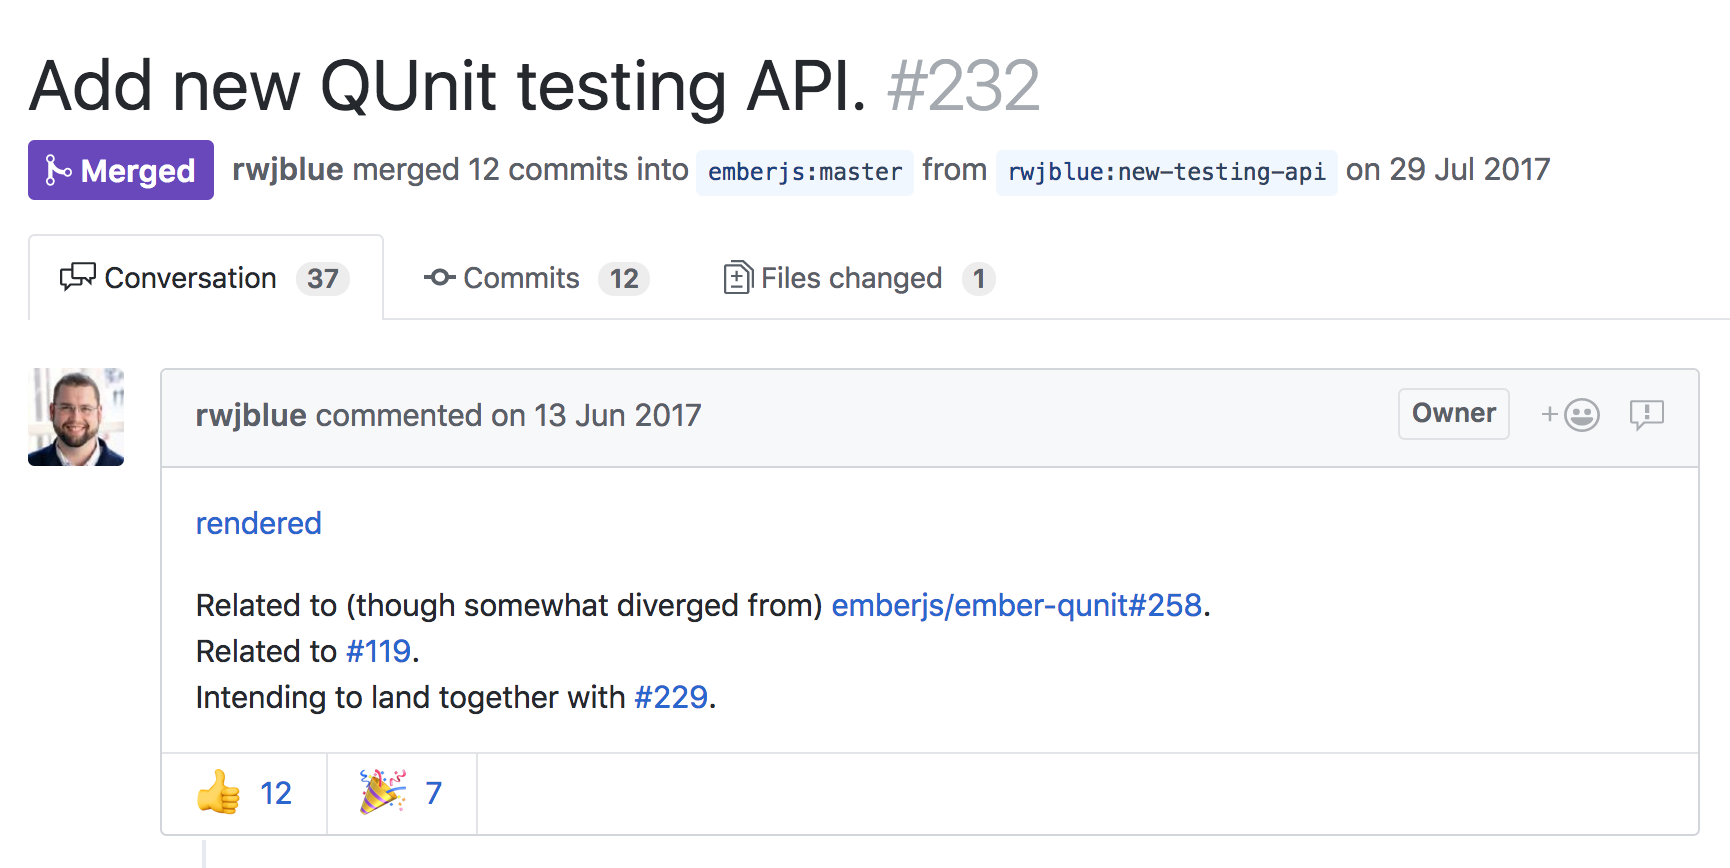 Add new QUnit testing API. #232
Merged rwjblue merged 12 commits into emberjs:master from rwjblue:new-testing-api on 29 Jul 2017
Conversation 37 Commits 12 Files changed 1
rwjblue commented on 13 Jun 2017 Owner +
rendered
Related to (though somewhat diverged from) emberjs/ember-qunit#258.
Related to #119.
Intending to land together with #229.
12 7